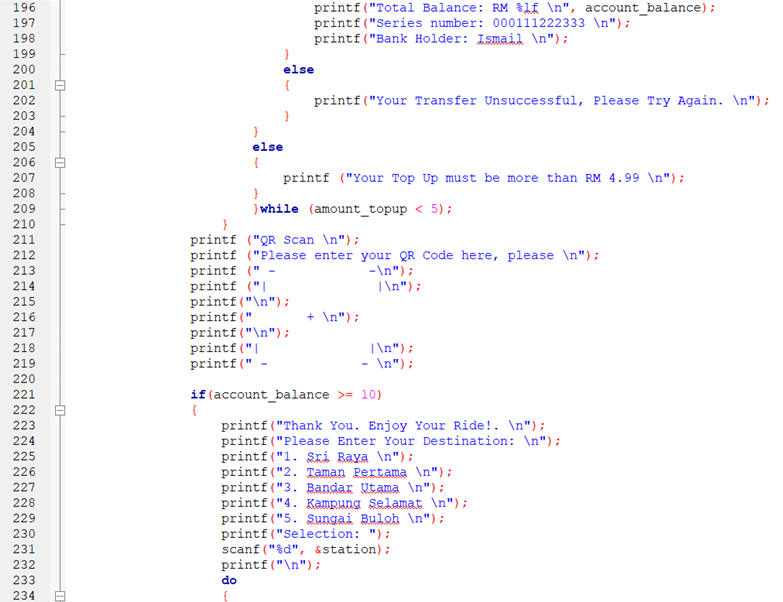 196 printf("Total Balance: RM %lf \n", account_balance);
197 printf("Series number: 000111222333 \n");
198 printf("Bank Holder: Ismail \n");
199 }
200 else
201 {
202 printf("Your Transfer Unsuccessful, Please Try Again. \n");
203 }
204 }
205 else
206 {
207 printf ("Your Top Up must be more than RM 4.99 \n");
208 }
209 }while (amount_topup < 5);
210 }
211 printf ("QR Scan \n");
212 printf ("Please enter your QR Code here, please \n");
213 printf (" -            -\n");
214 printf ("|              |\n");
215 printf("\n");
216 printf("       + \n");
217 printf("\n");
218 printf("|              |\n");
219 printf(" -            - \n");
220
221 if(account_balance >= 10)
222 {
223 printf("Thank You. Enjoy Your Ride!. \n");
224 printf("Please Enter Your Destination: \n");
225 printf("1. Sri Raya \n");
226 printf("2. Taman Pertama \n");
227 printf("3. Bandar Utama \n");
228 printf("4. Kampung Selamat \n");
229 printf("5. Sungai Buloh \n");
230 printf("Selection: ");
231 scanf("%d", &station);
232 printf("\n");
233 do
234 {